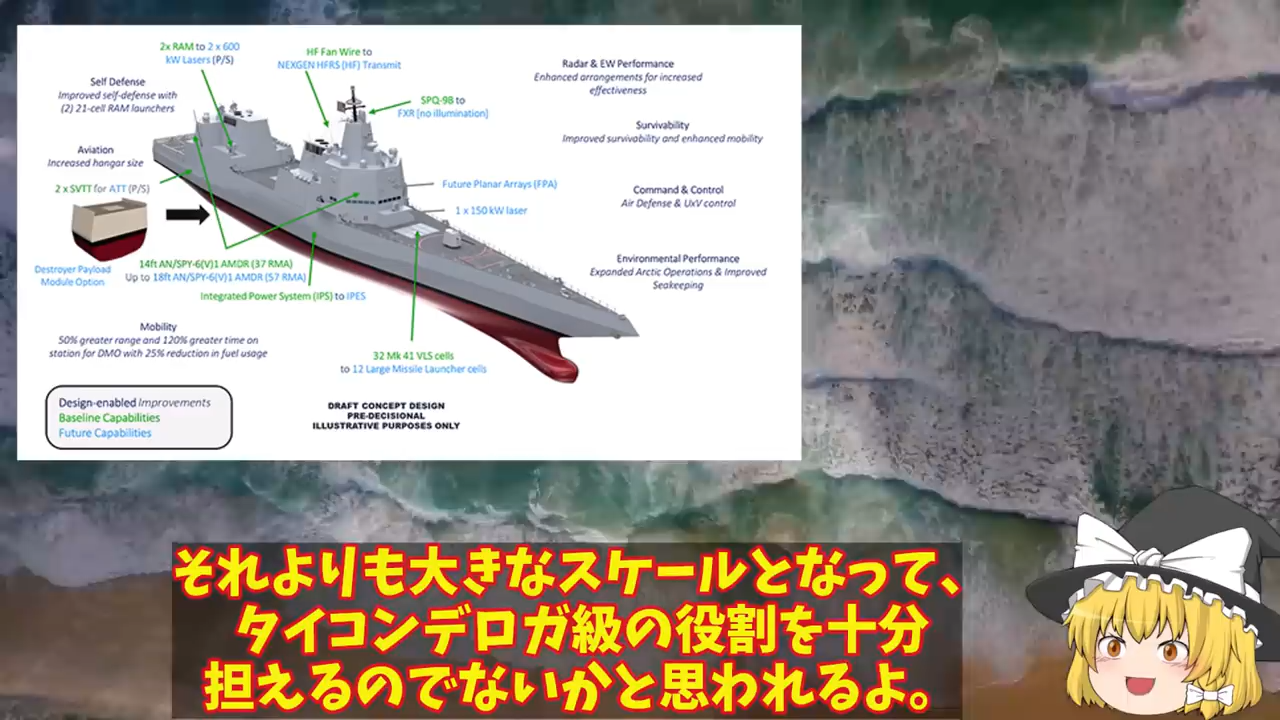 2x RAM to 2 x 600
kW Lasers (P/S)
HF Fan Wire to
NEXGEN HFRS (HF) Transmit
SPQ-9B to
FXR [no illumination]
Self Defense
Improved self-defense with
(2) 21-cell RAM launchers
Aviation
Increased hangar size
2 x SVTT for ATT (P/S)
Destroyer Payload
Module Option
Future Planar Arrays (FPA)
1 x 150 kW laser
14ft AN/SPY-6(V)1 AMDR (37 RMA)
Up to 18ft AN/SPY-6(V)1 AMDR (57 RMA)
Integrated Power System (IPS) to IPES
Mobility
50% greater range and 120% greater time on
station for DMO with 25% reduction in fuel usage
32 Mk 41 VLS cells
to 12 Large Missile Launcher cells
Radar & EW Performance
Enhanced arrangements for increased
effectiveness
Survivability
Improved survivability and enhanced mobility
Command & Control
Air Defense & UxV control
Environmental Performance
Expanded Arctic Operations & Improved
Seakeeping
Design-enabled Improvements
Baseline Capabilities
Future Capabilities
DRAFT CONCEPT DESIGN
PRE-DECISIONAL
ILLUSTRATIVE PURPOSES ONLY
それよりも大きなスケールとなって、
タイコンデロガ級の役割を十分
担えるのでないかと思われるよ。